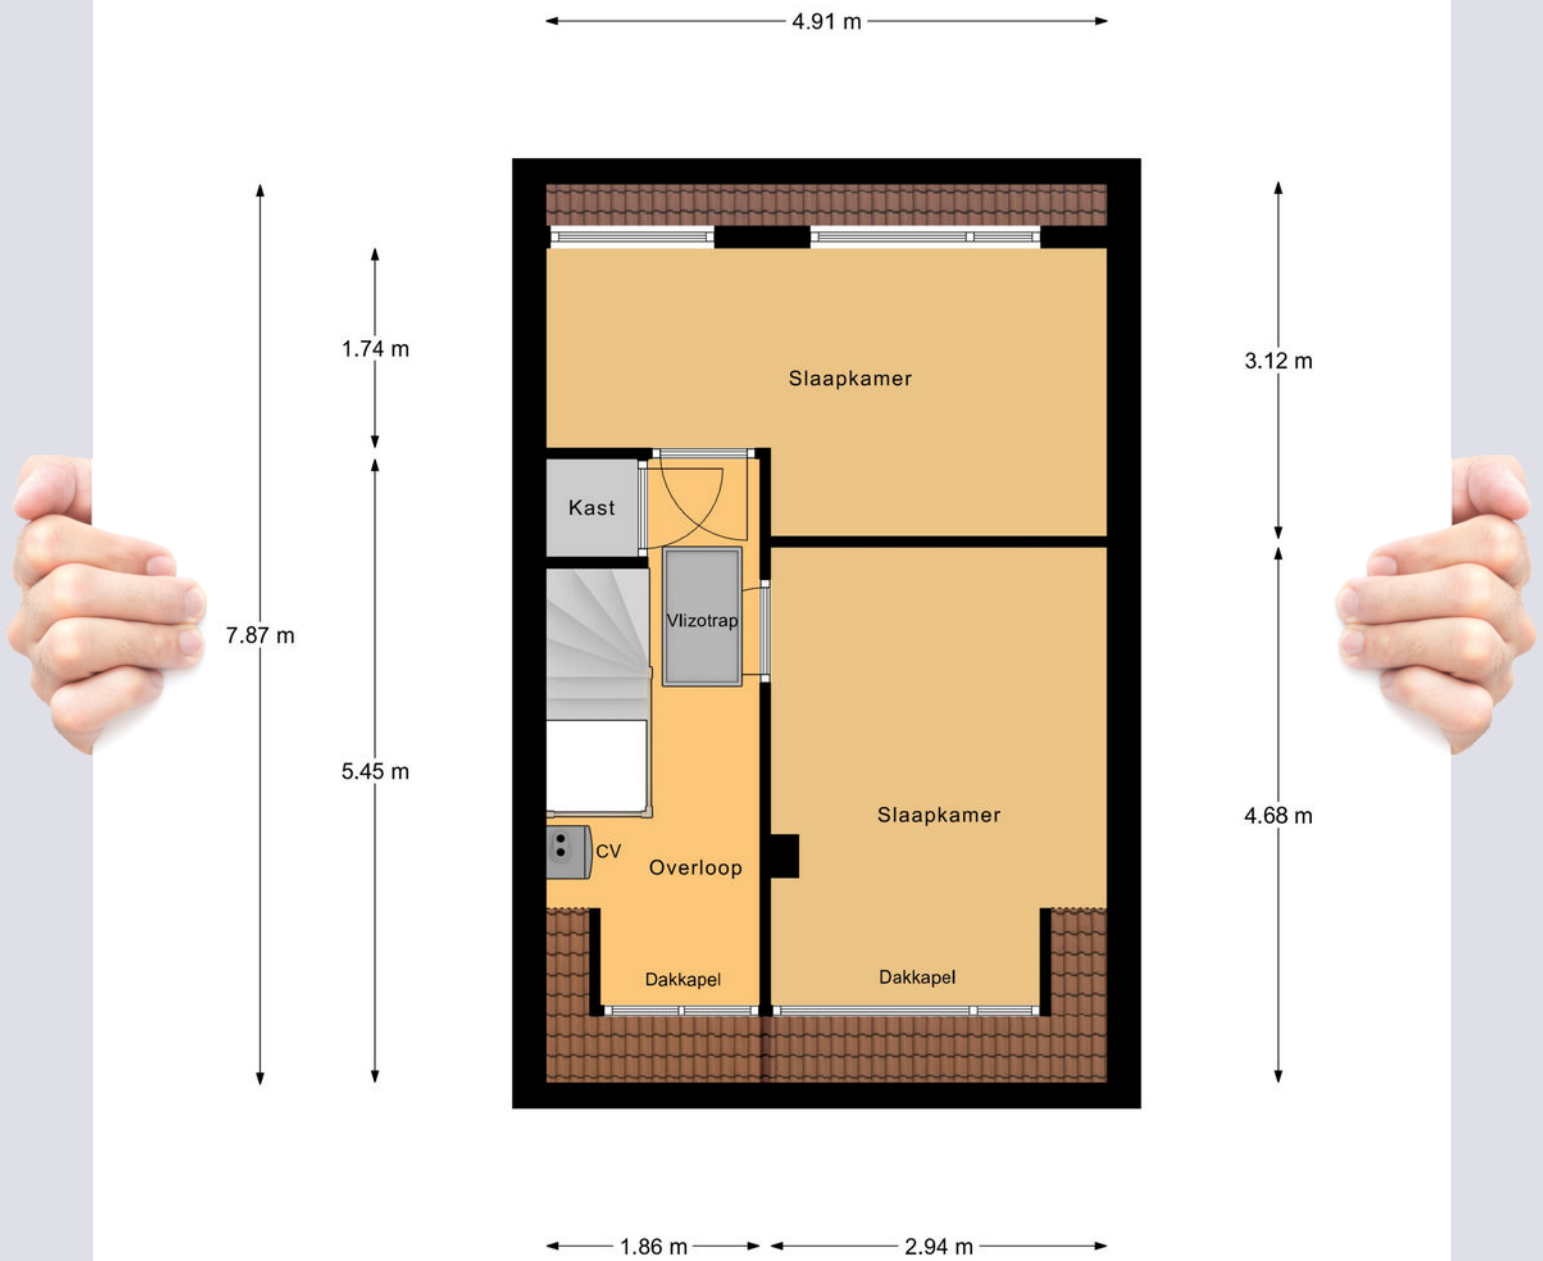 4.91 m
1.74 m
3.12 m
Slaapkamer
Kast
Vlizotrap
7.87 m
5.45 m
Slaapkamer
4.68 m
CV
Overloop
Dakkapel
Dakkapel
1.86 m
2.94 m